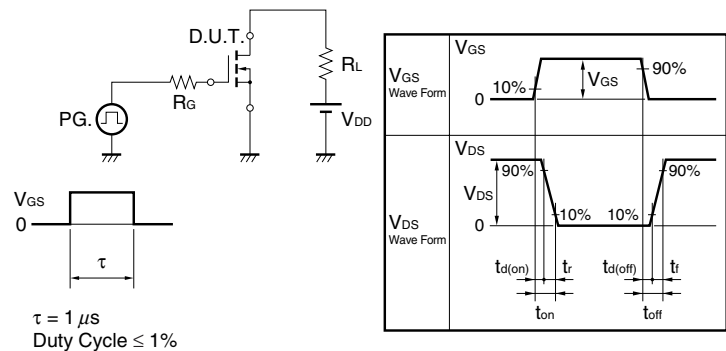 D.U.T.
RL
RG
PG.
VDD
VGS
0
τ
τ = 1 μs
Duty Cycle ≤ 1%
VGS
Wave Form
VGS
10%
0
VGS
90%
VDS
Wave Form
VDS
90%
VDS
0
10%
10%
90%
td(on)
tr
td(off)
tf
ton
toff